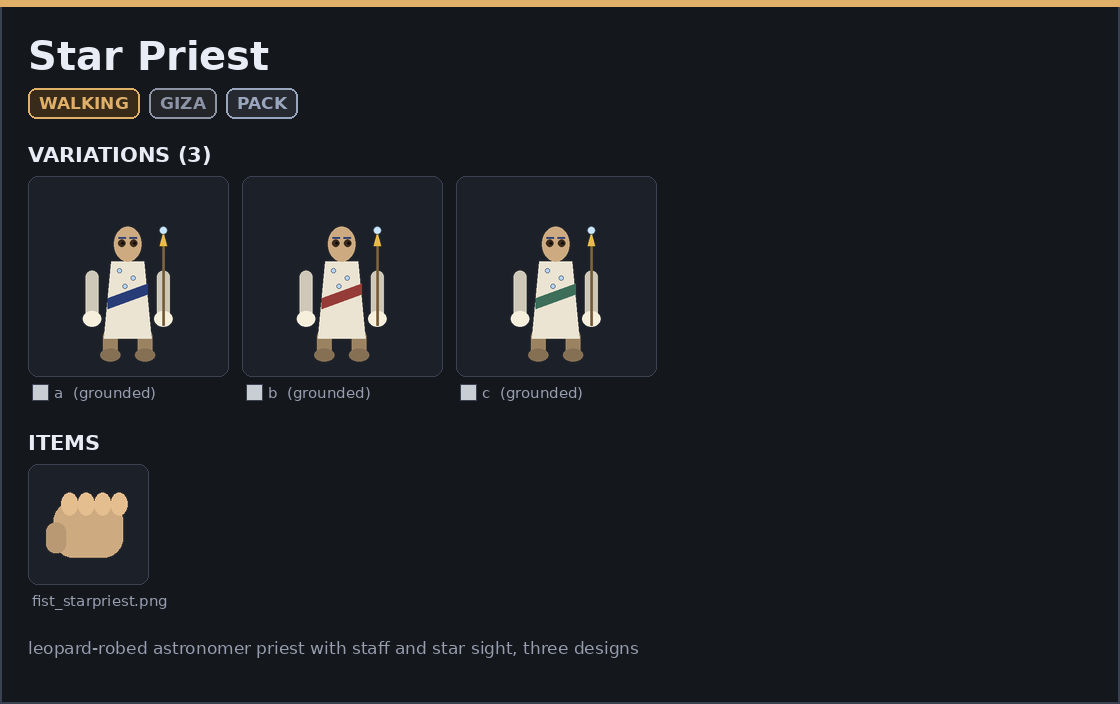 Star Priest
WALKING GIZA PACK
VARIATIONS (3)
a (grounded) b (grounded) c (grounded)
ITEMS
fist_starpriest.png
leopard-robed astronomer priest with staff and star sight, three designs